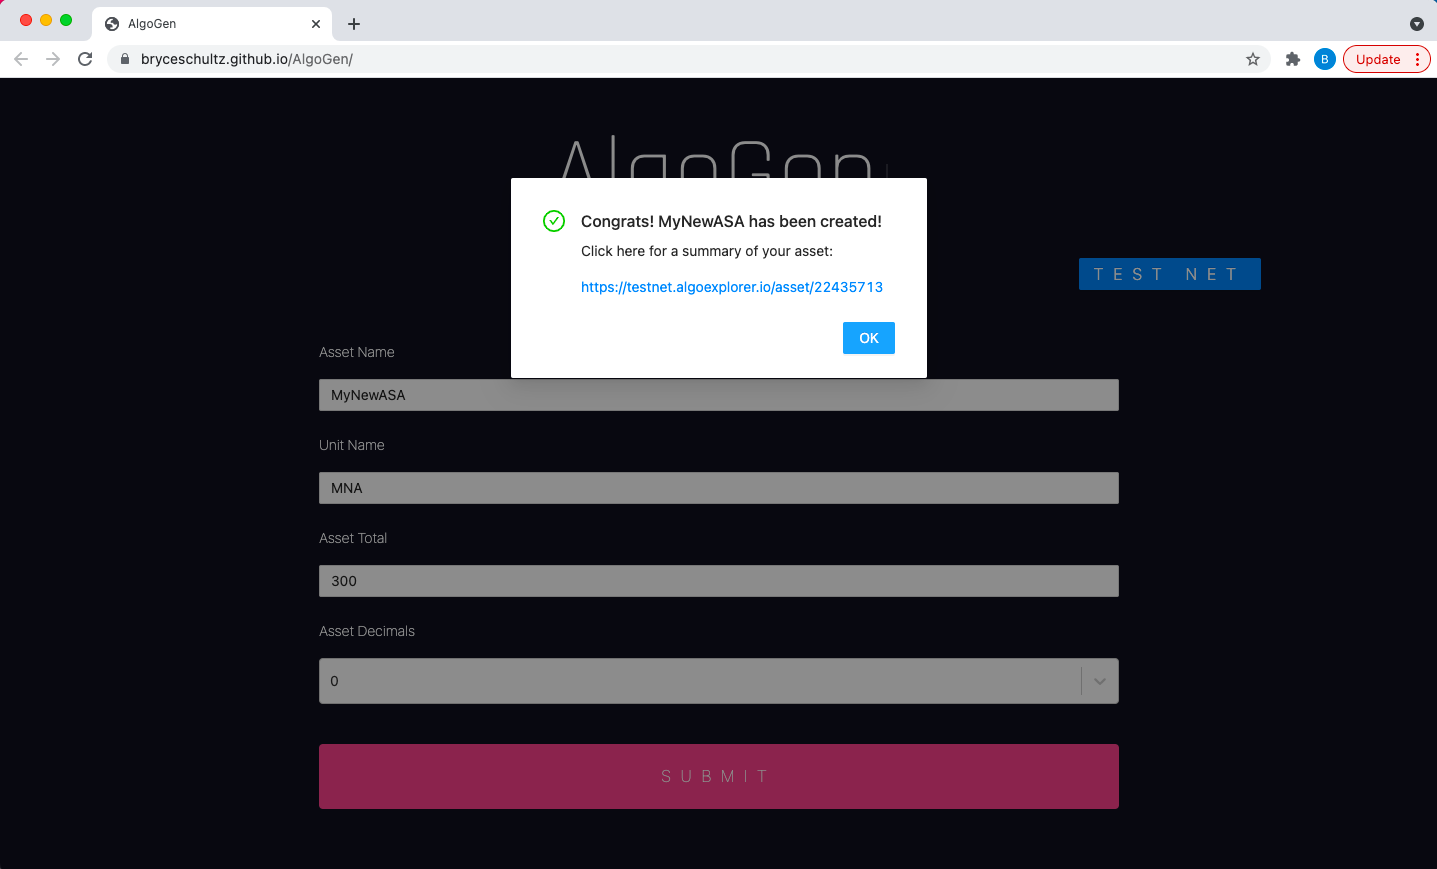 AlgoGen
bryceschultz.github.io/AlgoGen/
B
Update
AlgoGen
Congrats! MyNewASA has been created!
Click here for a summary of your asset:
https://testnet.algoexplorer.io/asset/22435713
OK
TEST NET
Asset Name
MyNewASA
Unit Name
MNA
Asset Total
300
Asset Decimals
0
SUBMIT